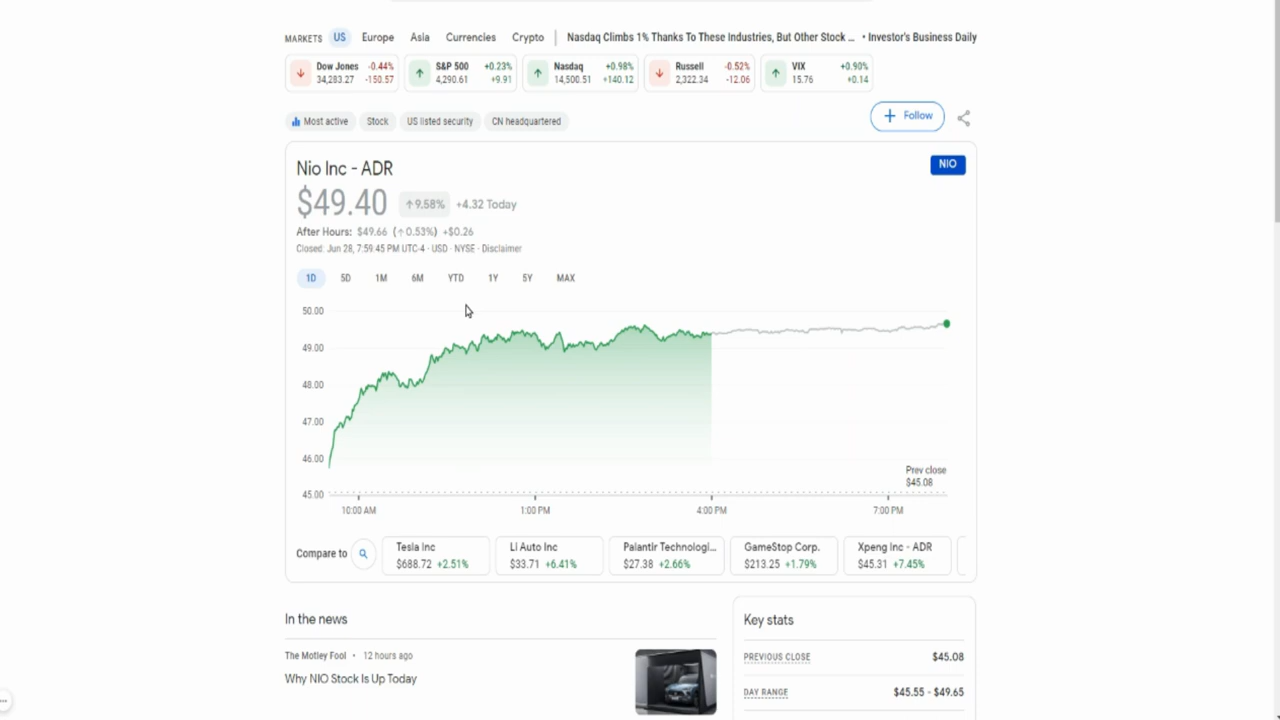 MARKETS US Europe Asia Currencies Crypto Nasdaq Climbs 1% Thanks To These Industries, But Other Stock ... • Investor's Business Daily
Dow Jones -0.44% S&P 500 +0.23% Nasdaq +0.98% Russell -0.52% VIX +0.90%
34,283.27 -150.57 4,290.61 +9.91 14,500.51 +140.12 2,322.34 -12.06 15.76 +0.14
Most active Stock US listed security CN headquartered + Follow
Nio Inc - ADR NIO
$49.40 ↑9.58% +4.32 Today
After Hours: $49.66 (↑0.53%) +$0.26
Closed: Jun 28, 7:59:45 PM UTC-4 · USD · NYSE · Disclaimer
1D 5D 1M 6M YTD 1Y 5Y MAX
50.00
49.00
48.00
47.00
46.00
Prev close
$45.08
45.00
10:00 AM 1:00 PM 4:00 PM 7:00 PM
Compare to
Tesla Inc Li Auto Inc Palantir Technologi... GameStop Corp. Xpeng Inc - ADR
$688.72 +2.51% $33.71 +6.41% $27.38 +2.66% $213.25 +1.79% $45.31 +7.45%
In the news
The Motley Fool • 12 hours ago
Why NIO Stock Is Up Today
Key stats
PREVIOUS CLOSE $45.08
DAY RANGE $45.55 - $49.65